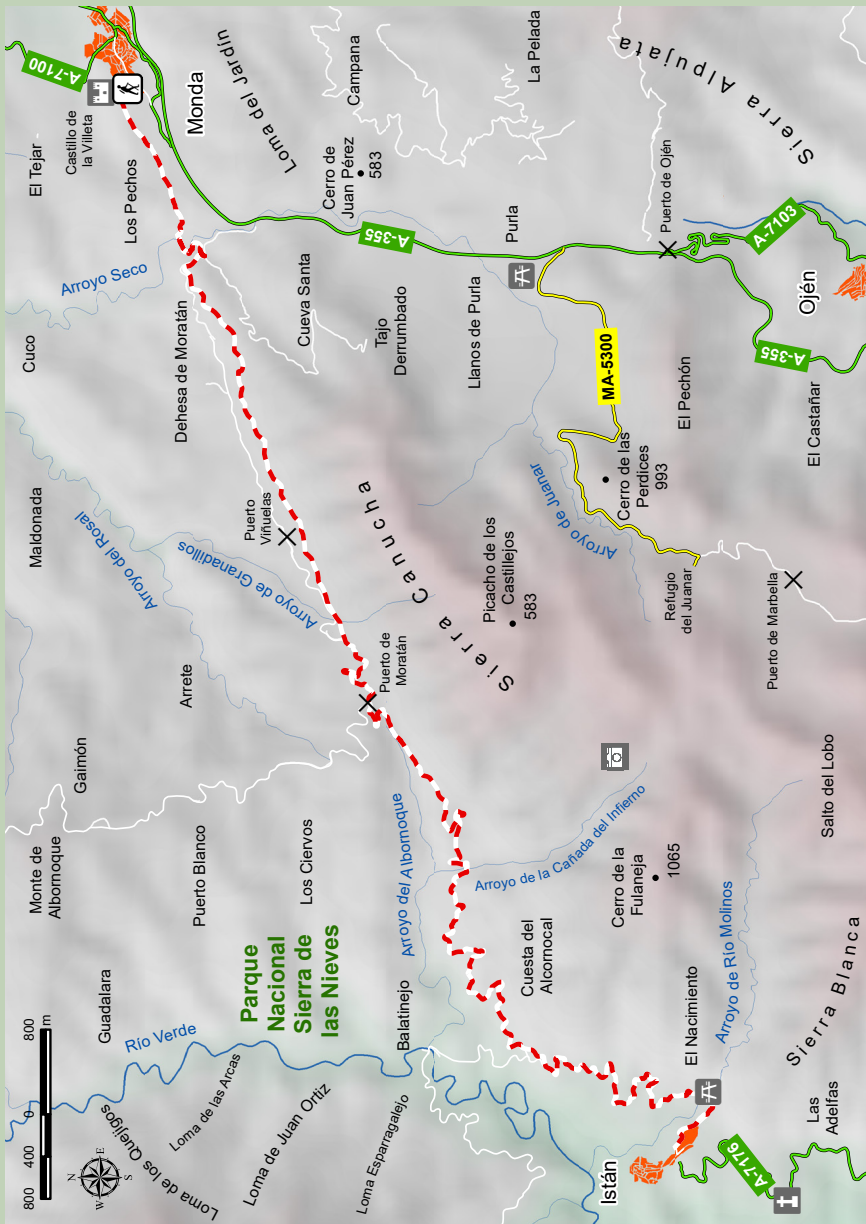 A-7100
El Tejar
Castillo de
la Villeta
Monda
Los Pechos
Loma del Jardín
Campana
La Pelada
Sierra Alpujata
Cerro de
Juan Pérez
583
Arroyo Seco
A-355
Purla
Puerto de Ojén
A-7103
Ojén
Cuco
Dehesa de Moratán
Cueva Santa
Tajo
Derrumbado
Llanos de Purla
MA-5300
A-355
El Pechón
El Castañar
Maldonada
Arroyo del Rosal
Puerto
Viñuelas
Arroyo de Granadillos
Sierra Canucha
Picacho de los
Castillejos
583
Arroyo de Juanar
Cerro de las
Perdices
993
Refugio
del Juanar
Puerto de Marbella
Arrete
Puerto de
Moratán
Gaimón
Monte de
Albornoque
Puerto Blanco
Los Ciervos
Arroyo del Albornoque
Arroyo de la Cañada del Infierno
Cerro de la
Fulaneja
1065
Salto del Lobo
Parque
Nacional
Sierra de
las Nieves
Guadalara
Río Verde
Balatinejo
Cuesta del
Alcornocal
El Nacimiento
Arroyo de Río Molinos
Sierra Blanca
Loma de los Quejigos
Loma de las Arcas
Loma de Juan Ortiz
Loma Esparragalejo
Istán
Las
Adelfas
A-7176
800 400 0 800
m
N
E
S
W